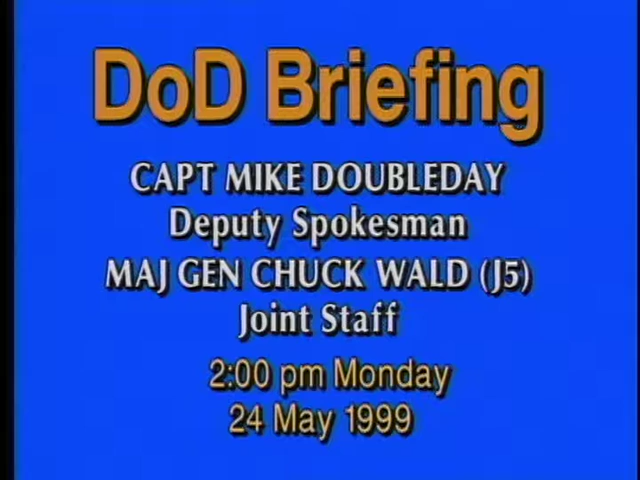 DoD Briefing
CAPT MIKE DOUBLEDAY
Deputy Spokesman
MAJ GEN CHUCK WALD (J5)
Joint Staff
2:00 pm Monday
24 May 1999